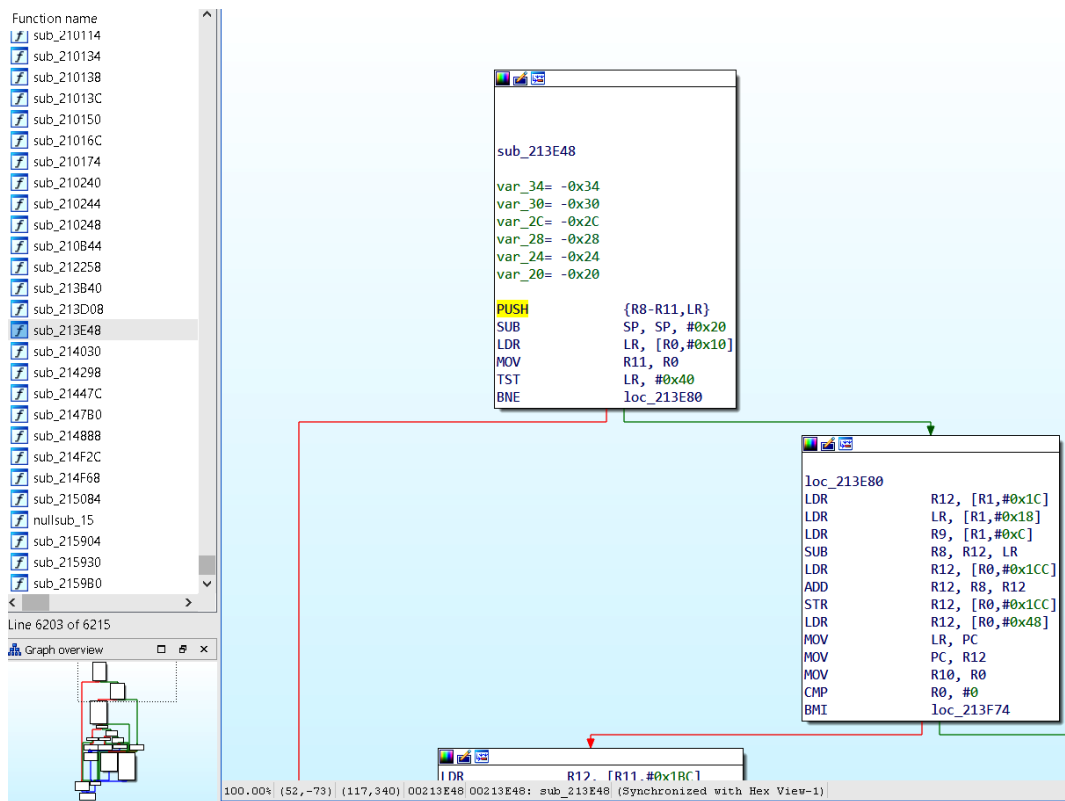 Function name
sub_210114
sub_210134
sub_210138
sub_21013C
sub_210150
sub_21016C
sub_210174
sub_210240
sub_210244
sub_210248
sub_210B44
sub_212258
sub_213B40
sub_213D08
sub_213E48
sub_214030
sub_214298
sub_21447C
sub_2147B0
sub_214888
sub_214F2C
sub_214F68
sub_215084
nullsub_15
sub_215904
sub_215930
sub_2159B0
Line 6203 of 6215
Graph overview
sub_213E48
var_34= -0x34
var_30= -0x30
var_2C= -0x2C
var_28= -0x28
var_24= -0x24
var_20= -0x20
PUSH {R8-R11,LR}
SUB SP, SP, #0x20
LDR LR, [R0,#0x10]
MOV R11, R0
TST LR, #0x40
BNE loc_213E80
loc_213E80
LDR R12, [R1,#0x1C]
LDR LR, [R1,#0x18]
LDR R9, [R1,#0xC]
SUB R8, R12, LR
LDR R12, [R0,#0x1CC]
ADD R12, R8, R12
STR R12, [R0,#0x1CC]
LDR R12, [R0,#0x48]
MOV LR, PC
MOV PC, R12
MOV R10, R0
CMP R0, #0
BMI loc_213F74
LDR R12, [R11,#0x1BC]
100.00% (52,-73) (117,340) 00213E48 00213E48: sub_213E48 (Synchronized with Hex View-1)